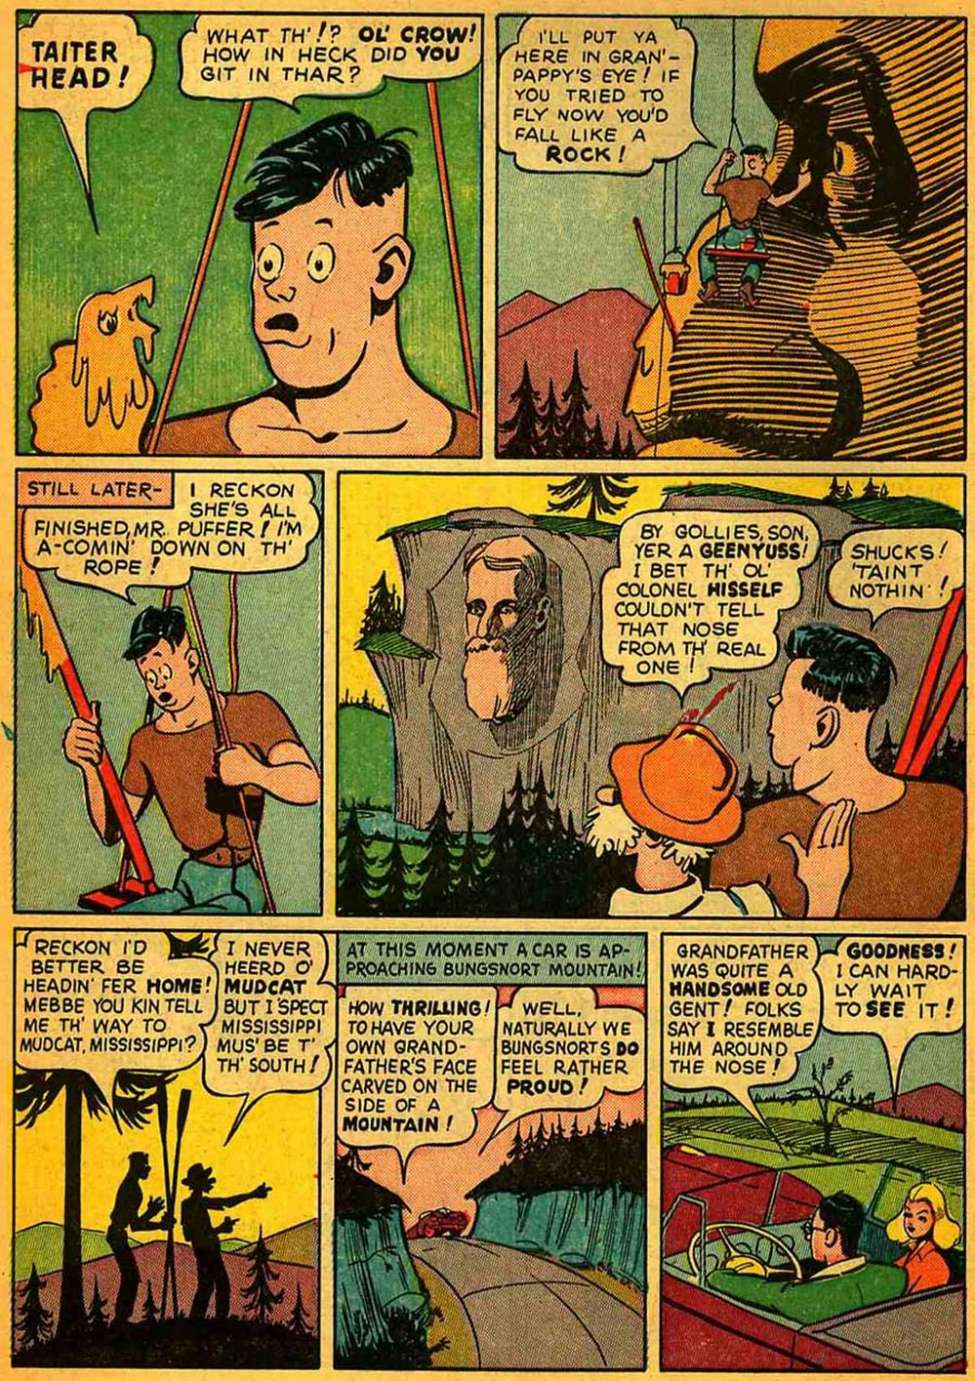 TAITER
HEAD!
WHAT TH'!? OL' CROW!
HOW IN HECK DID YOU
GIT IN THAR?
I'LL PUT YA
HERE IN GRAN'-
PAPPY'S EYE! IF
YOU TRIED TO
FLY NOW YOU'D
FALL LIKE A
ROCK!
STILL LATER-
I RECKON
SHE'S ALL
FINISHED, MR. PUFFER! I'M
A-COMIN' DOWN ON TH'
ROPE!
BY GOLLIES, SON,
YER A GEENYUSS!
I BET TH' OL'
COLONEL HISSELF
COULDN'T TELL
THAT NOSE
FROM TH' REAL
ONE!
SHUCKS!
'TAINT
NOTHIN'!
RECKON I'D
BETTER BE
HEADIN' FER HOME!
MEBBE YOU KIN TELL
ME TH' WAY TO
MUDCAT, MISSISSIPPI?
I NEVER
HEERD O'
MUDCAT
BUT I 'SPECT
MISSISSIPPI
MUS' BE T'
TH' SOUTH!
AT THIS MOMENT A CAR IS AP-
PROACHING BUNGSNORT MOUNTAIN!
HOW THRILLING!
TO HAVE YOUR
OWN GRAND-
FATHER'S FACE
CARVED ON THE
SIDE OF A
MOUNTAIN!
WELL,
NATURALLY WE
BUNGSNORTS DO
FEEL RATHER
PROUD!
GRANDFATHER
WAS QUITE A
HANDSOME OLD
GENT! FOLKS
SAY I RESEMBLE
HIM AROUND
THE NOSE!
GOODNESS!
I CAN HARD-
LY WAIT
TO SEE IT!